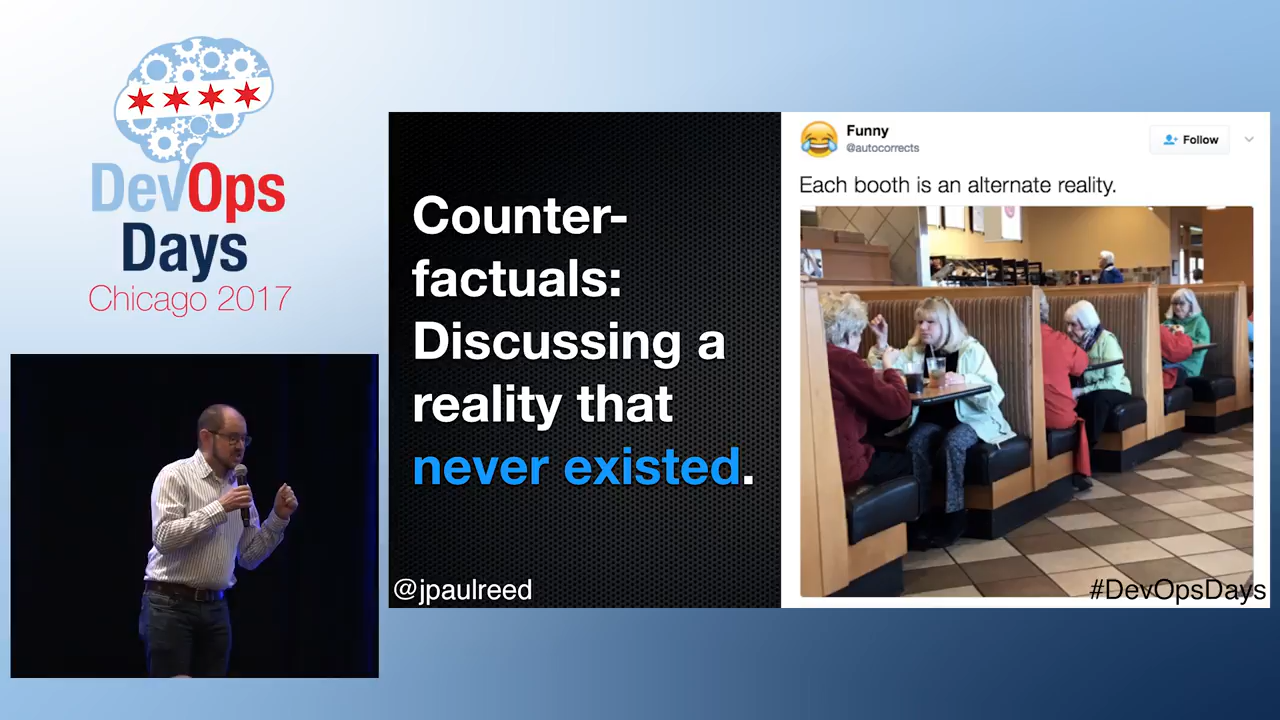 DevOps
Days
Chicago 2017
Counter-
factuals:
Discussing a
reality that
never existed.
@jpaulreed
Funny
@autocorrects
Follow
Each booth is an alternate reality.
#DevOpsDays